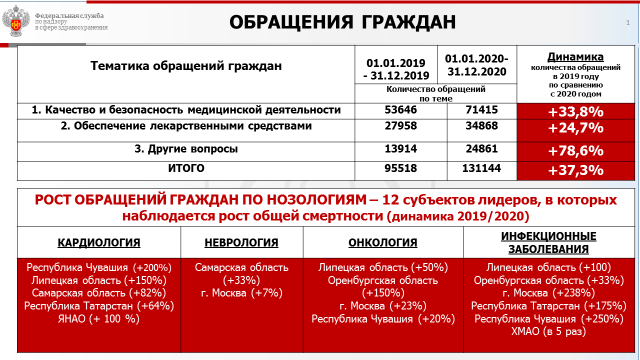 Федеральная служба
по надзору
в сфере здравоохранения
ОБРАЩЕНИЯ ГРАЖДАН
1
Тематика обращений граждан
01.01.2019
- 31.12.2019
01.01.2020-
31.12.2020
Динамика
количества обращений
в 2019 году
по сравнению
с 2020 годом
Количество обращений
по теме
1. Качество и безопасность медицинской деятельности 53646 71415 +33,8%
2. Обеспечение лекарственными средствами 27958 34868 +24,7%
3. Другие вопросы 13914 24861 +78,6%
ИТОГО 95518 131144 +37,3%
РОСТ ОБРАЩЕНИЙ ГРАЖДАН ПО НОЗОЛОГИЯМ – 12 субъектов лидеров, в которых
наблюдается рост общей смертности (динамика 2019/2020)
КАРДИОЛОГИЯ
Республика Чувашия (+200%)
Липецкая область (+150%)
Самарская область (+82%)
Республика Татарстан (+64%)
ЯНАО (+ 100 %)
НЕВРОЛОГИЯ
Самарская область
(+33%)
г. Москва (+7%)
ОНКОЛОГИЯ
Липецкая область (+50%)
Оренбургская область
(+150%)
г. Москва (+23%)
Республика Чувашия (+20%)
ИНФЕКЦИОННЫЕ
ЗАБОЛЕВАНИЯ
Липецкая область (+100)
Оренбургская область (+33%)
г. Москва (+238%)
Республика Татарстан (+175%)
Республика Чувашия (+250%)
ХМАО (в 5 раз)